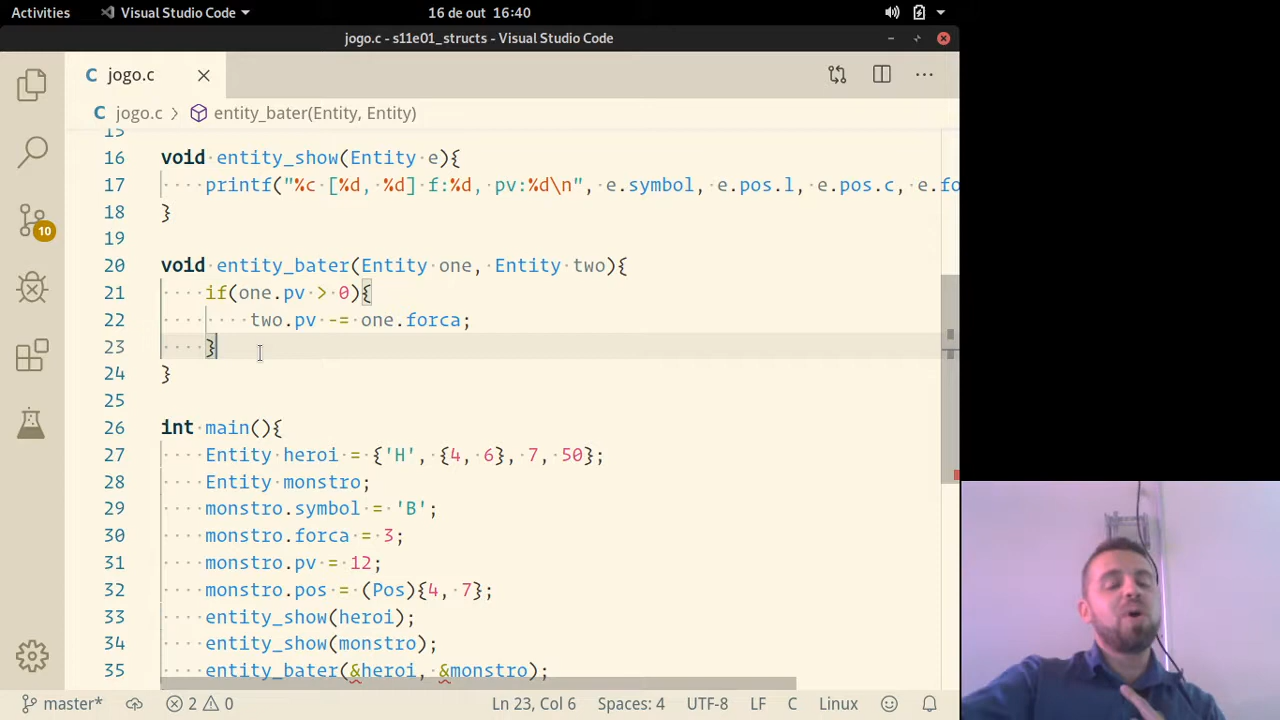 Activities Visual Studio Code 16 de out 16:40
jogo.c - s11e01_structs - Visual Studio Code
jogo.c
jogo.c > entity_bater(Entity, Entity)
15
16 void entity_show(Entity e){
17 printf("%c [%d, %d] f:%d, pv:%d\n", e.symbol, e.pos.l, e.pos.c, e.fo
18 }
19
20 void entity_bater(Entity one, Entity two){
21 if(one.pv > 0){
22 two.pv -= one.forca;
23 }
24 }
25
26 int main(){
27 Entity heroi = {'H', {4, 6}, 7, 50};
28 Entity monstro;
29 monstro.symbol = 'B';
30 monstro.forca = 3;
31 monstro.pv = 12;
32 monstro.pos = (Pos){4, 7};
33 entity_show(heroi);
34 entity_show(monstro);
35 entity_bater(&heroi, &monstro);
10
master* 2 0 Ln 23, Col 6 Spaces: 4 UTF-8 LF C Linux